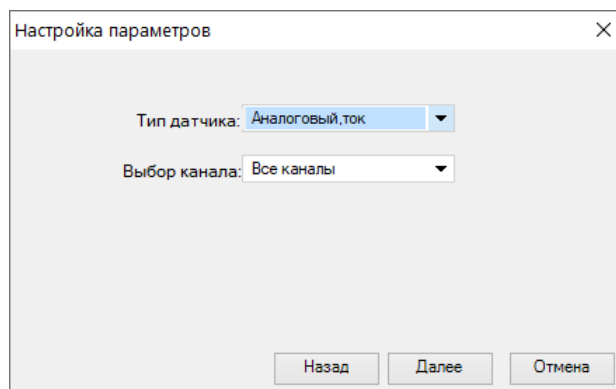 Настройка параметров
Тип датчика: Аналоговый,ток
Выбор канала: Все каналы
Назад Далее Отмена